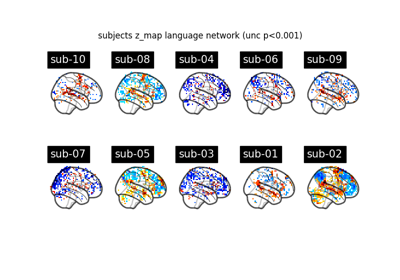 subjects z_map language network (unc p<0.001)
sub-10 sub-08 sub-04 sub-06 sub-09
sub-07 sub-05 sub-03 sub-01 sub-02